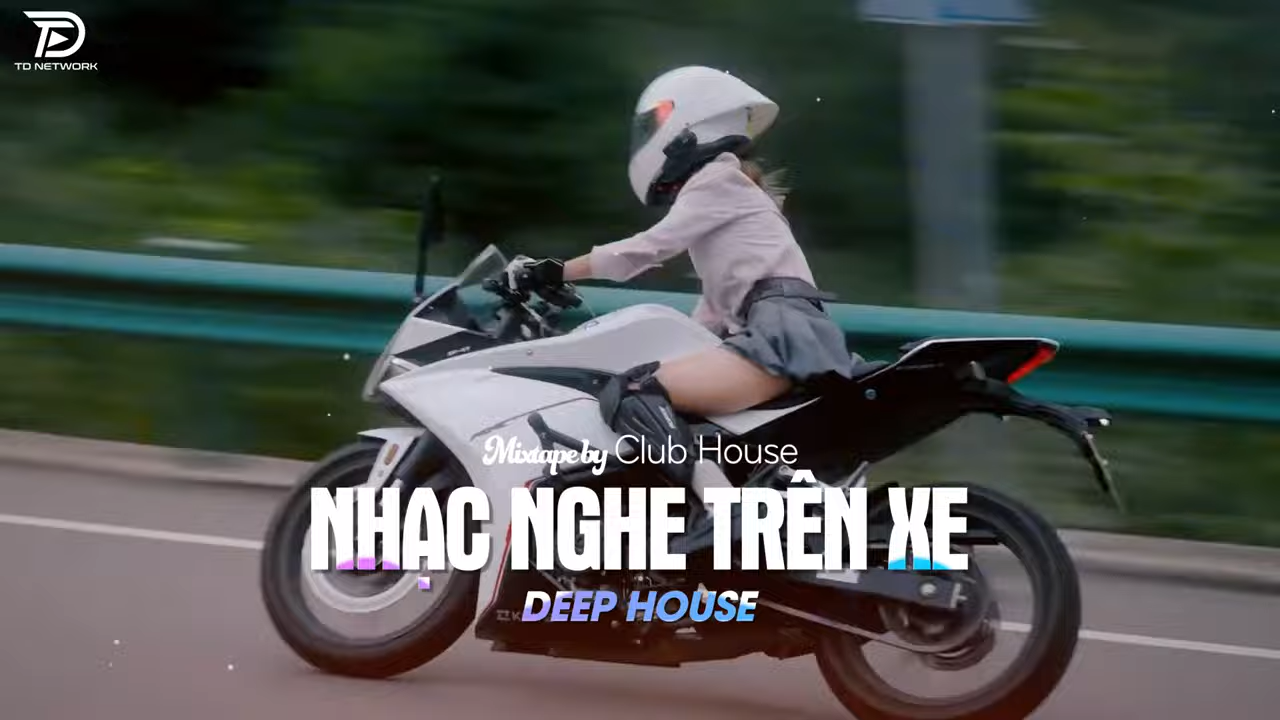 TD NETWORK
Mixtape by Club House
NHẠC NGHE TRÊN XE
DEEP HOUSE